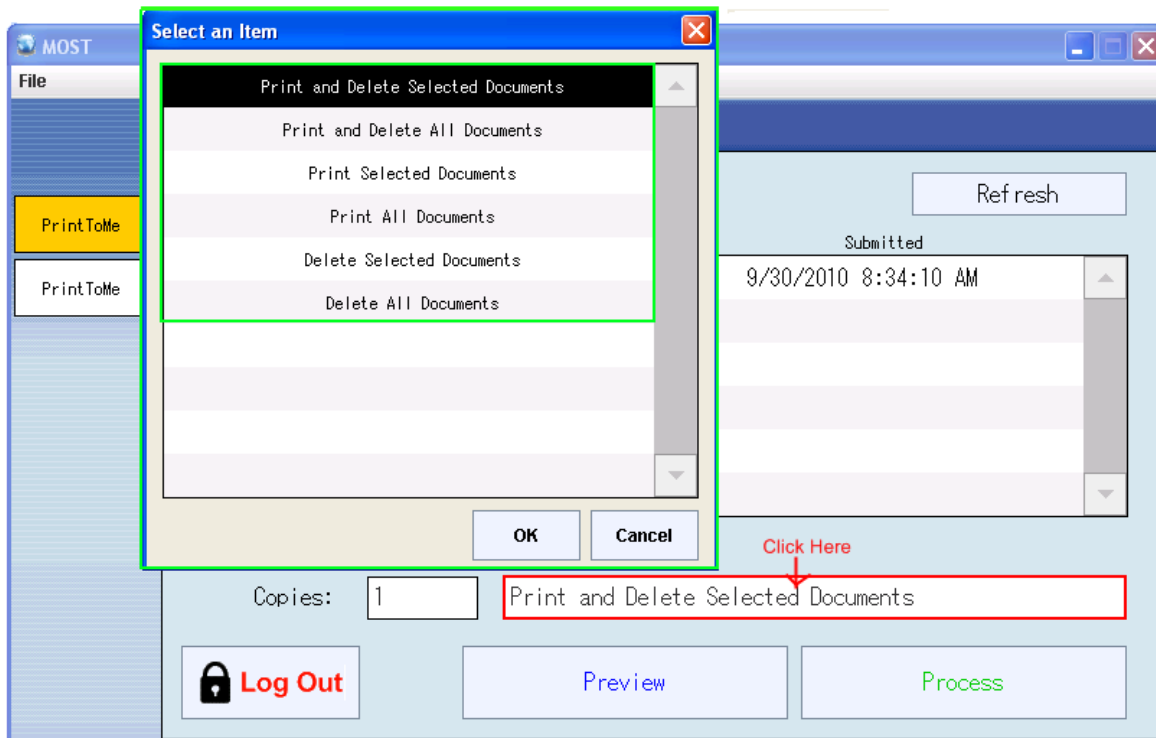 Select an Item
MOST
File
Print and Delete Selected Documents
Print and Delete All Documents
Print Selected Documents
Print All Documents
Delete Selected Documents
Delete All Documents
OK
Cancel
PrintToMe
PrintToMe
Refresh
Submitted
9/30/2010 8:34:10 AM
Click Here
Copies:
1
Print and Delete Selected Documents
Log Out
Preview
Process